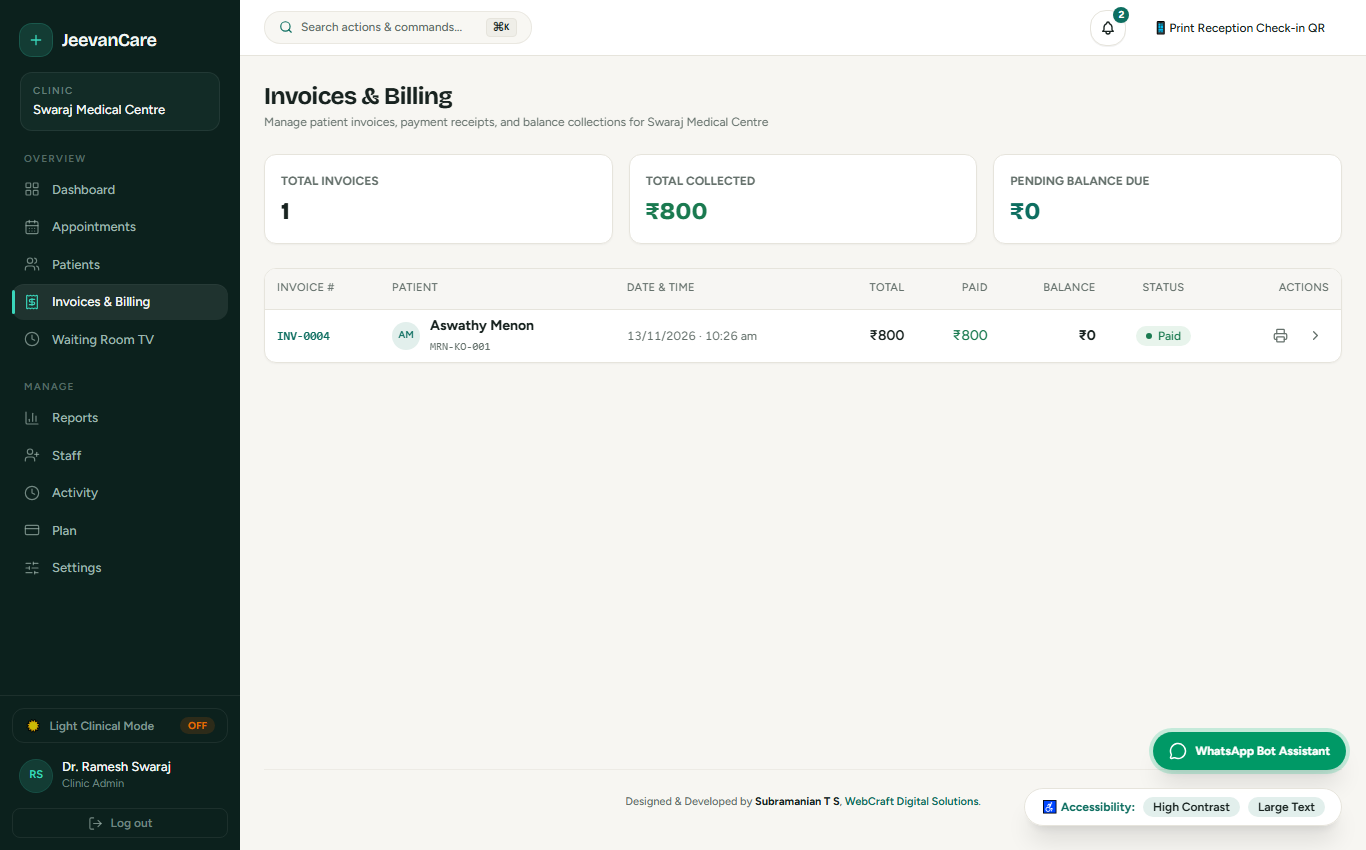 JeevanCare
CLINIC
Swaraj Medical Centre
OVERVIEW
Dashboard
Appointments
Patients
Invoices & Billing
Waiting Room TV
MANAGE
Reports
Staff
Activity
Plan
Settings
Light Clinical Mode OFF
RS
Dr. Ramesh Swaraj
Clinic Admin
Log out
Search actions & commands... ⌘K
2
Print Reception Check-in QR
Invoices & Billing
Manage patient invoices, payment receipts, and balance collections for Swaraj Medical Centre
TOTAL INVOICES
1
TOTAL COLLECTED
₹800
PENDING BALANCE DUE
₹0
INVOICE # PATIENT DATE & TIME TOTAL PAID BALANCE STATUS ACTIONS
INV-0004 AM Aswathy Menon 13/11/2026 · 10:26 am ₹800 ₹800 ₹0 Paid
MRN-KO-001
WhatsApp Bot Assistant
Designed & Developed by Subramanian T S, WebCraft Digital Solutions.
Accessibility: High Contrast Large Text